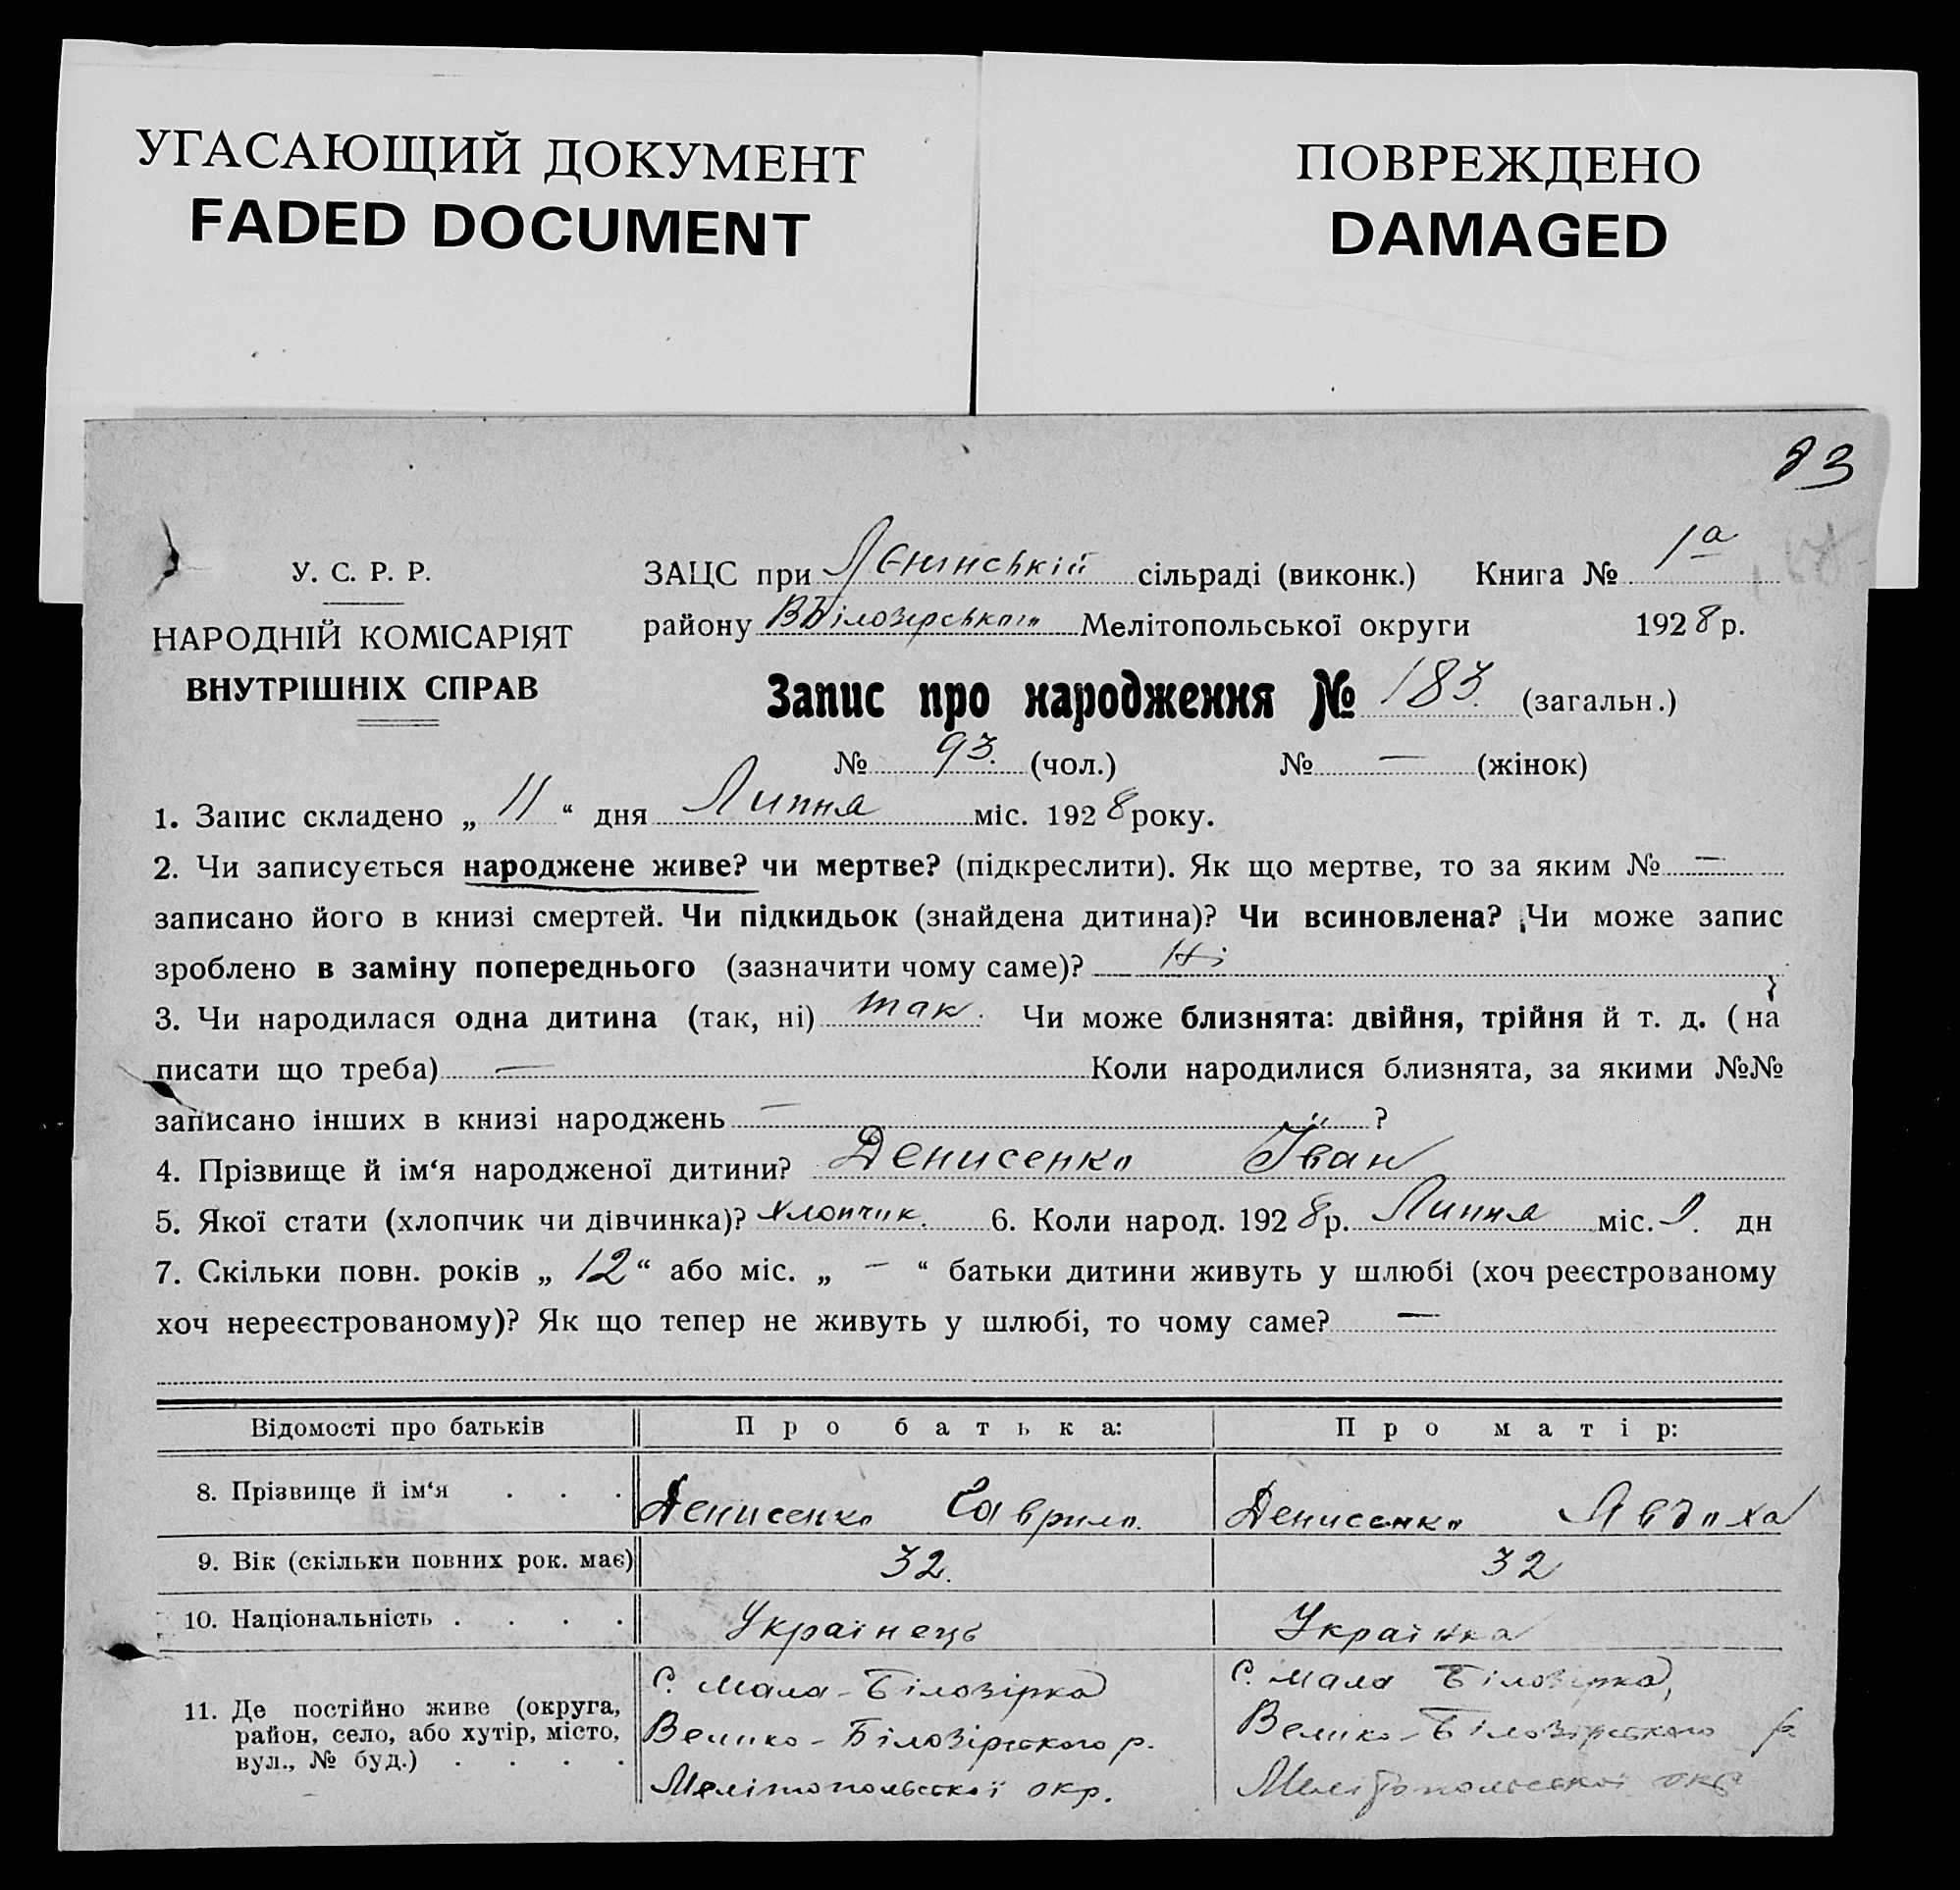 УГАСАЮЩИЙ ДОКУМЕНТ
FADED DOCUMENT
ПОВРЕЖДЕНО
DAMAGED
83
У. С. Р. Р.
НАРОДНІЙ КОМІСАРІЯТ
ВНУТРІШНІХ СПРАВ
ЗАЦС при Ленінській сільраді (виконк.) Книга № 1а
району ВБілозірського Мелітопольської округи 1928 р.
Запис про народження № 183. (загальн.)
№ 93. (чол.) № — (жінок)
1. Запис складено „ 11 “ дня Липня міс. 1928 року.
2. Чи записується народжене живе? чи мертве? (підкреслити). Як що мертве, то за яким № —
записано його в книзі смертей. Чи підкидьок (знайдена дитина)? Чи всиновлена? Чи може запис
зроблено в заміну попереднього (зазначити чому саме)? Ні
3. Чи народилася одна дитина (так, ні) так. Чи може близнята: двійня, трійня й т. д. (на
писати що треба) — Коли народилися близнята, за якими №№
записано інших в книзі народжень — ?
4. Прізвище й ім‘я народженої дитини? Денисенко Іван
5. Якої стати (хлопчик чи дівчинка)? хлопчик. 6. Коли народ. 1928 р. Липня міс. 9. дн
7. Скільки повн. років „ 12 “ або міс. „ — “ батьки дитини живуть у шлюбі (хоч реєстрованому
хоч нереєстрованому)? Як що тепер не живуть у шлюбі, то чому саме? —
Відомості про батьків Про батька: Про матір:
8. Прізвище й ім‘я . . . Денисенко Гаврило. Денисенко Явдоха
9. Вік (скільки повних рок. має) 32. 32
10. Національність . . . . Українець Українка
11. Де постійно живе (округа,
район, село, або хутір, місто,
вул., № буд.) . . . .
С. Мала-Білозірка
Велико-Білозірського р.
Мелітопольської окр.
С. Мала Білозірка,
Велико-Білозірського р.
Мелітопольської окр